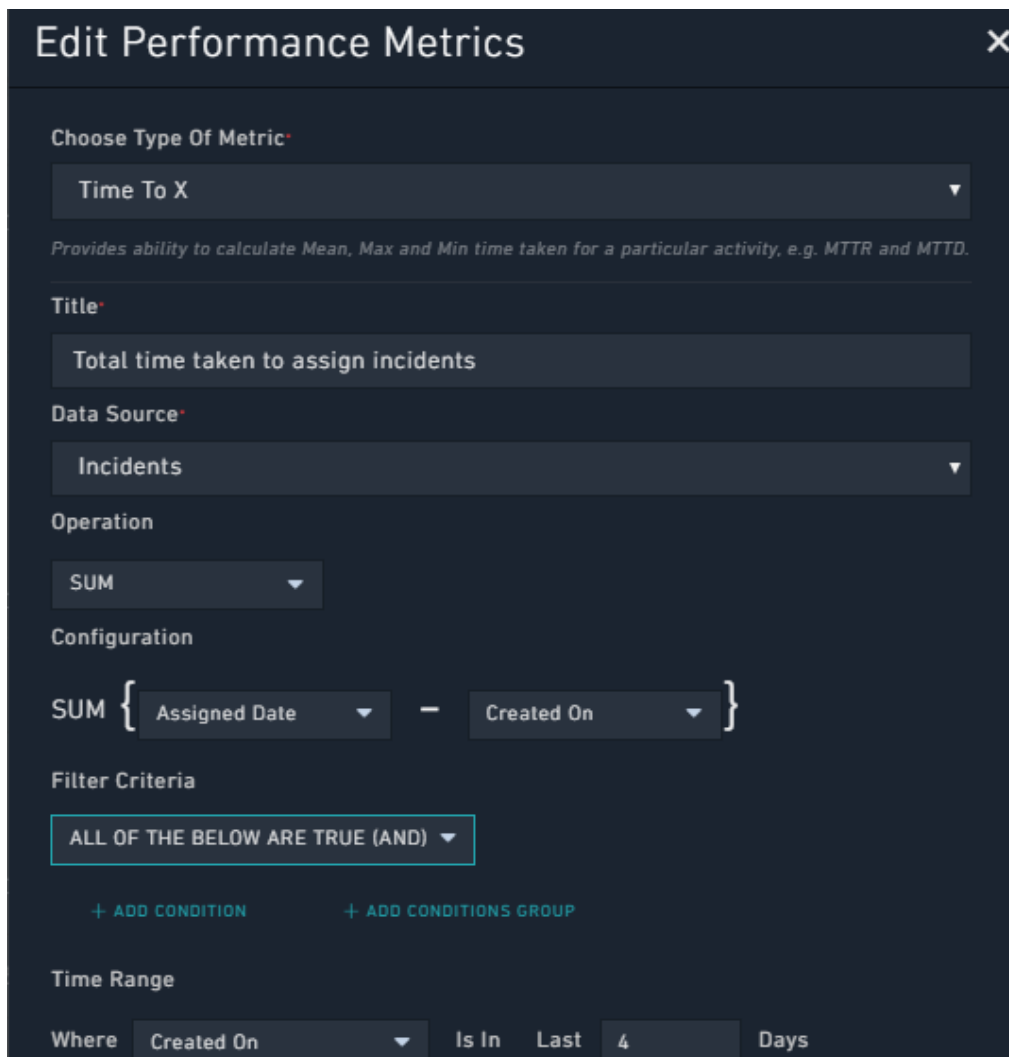 Edit Performance Metrics ×
Choose Type Of Metric*
Time To X
Provides ability to calculate Mean, Max and Min time taken for a particular activity, e.g. MTTR and MTTD.
Title*
Total time taken to assign incidents
Data Source*
Incidents
Operation
SUM
Configuration
SUM { Assigned Date – Created On }
Filter Criteria
ALL OF THE BELOW ARE TRUE (AND)
+ ADD CONDITION + ADD CONDITIONS GROUP
Time Range
Where Created On Is In Last 4 Days